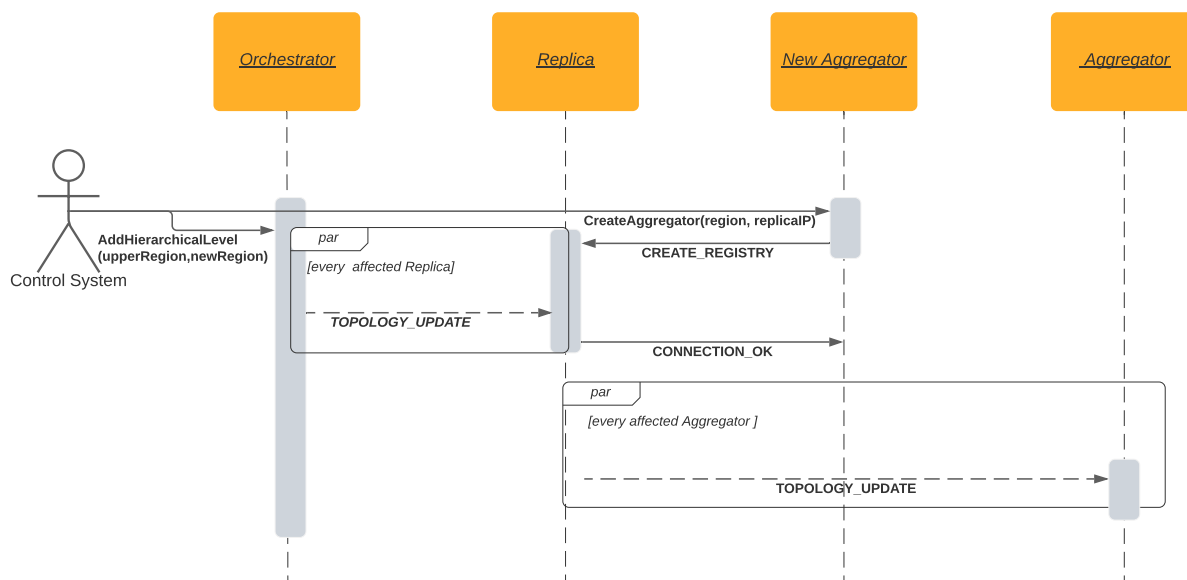 Orchestrator
Replica
New Aggregator
Aggregator
CreateAggregator(region, replicaIP)
AddHierarchicalLevel
(upperRegion,newRegion)
par
CREATE_REGISTRY
[every affected Replica]
Control System
TOPOLOGY_UPDATE
CONNECTION_OK
par
[every affected Aggregator ]
TOPOLOGY_UPDATE